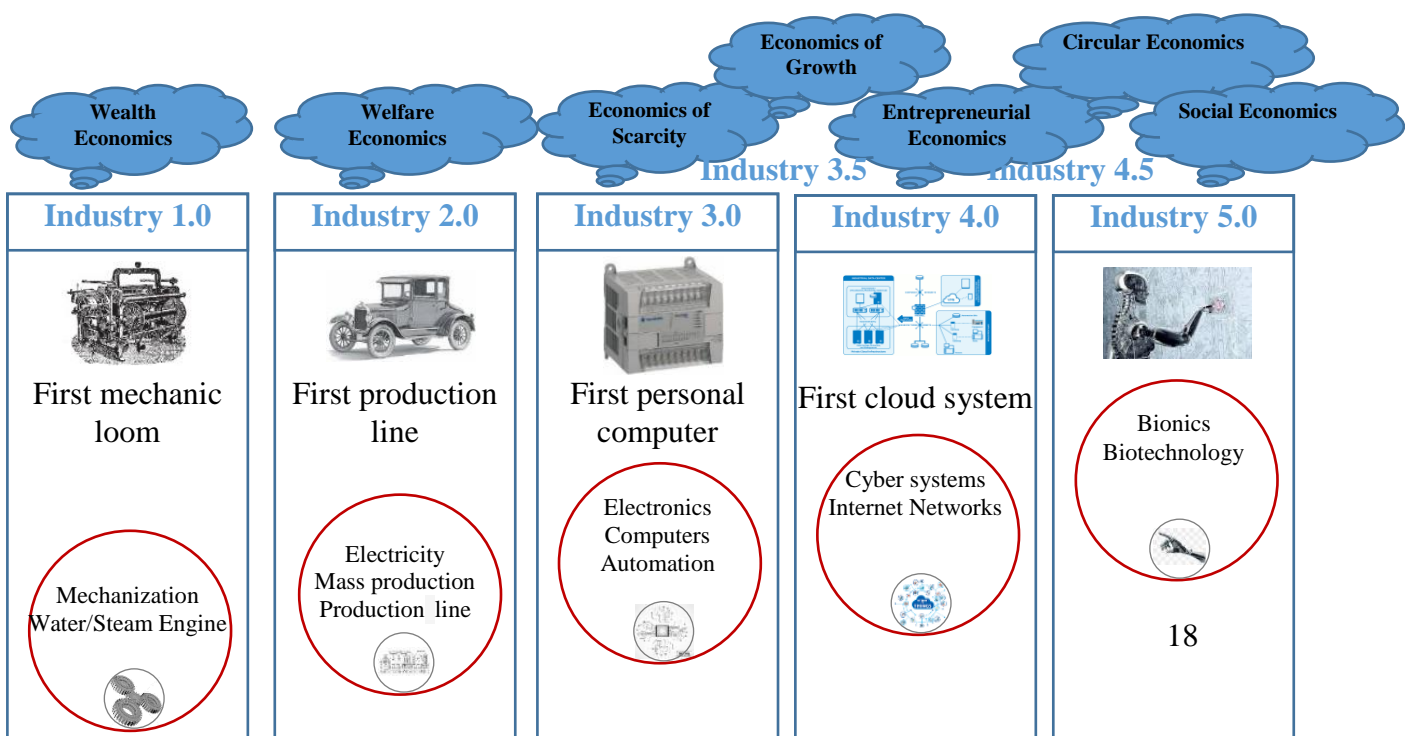 Economics of
Growth
Circular Economics
Wealth
Economics
Welfare
Economics
Economics of
Scarcity
Entrepreneurial
Economics
Social Economics
Industry 3.5
Industry 4.5
Industry 1.0
Industry 2.0
Industry 3.0
Industry 4.0
Industry 5.0
First mechanic
loom
First production
line
First personal
computer
First cloud system
Mechanization
Water/Steam Engine
Electricity
Mass production
Production line
Electronics
Computers
Automation
Cyber systems
Internet Networks
Bionics
Biotechnology
18